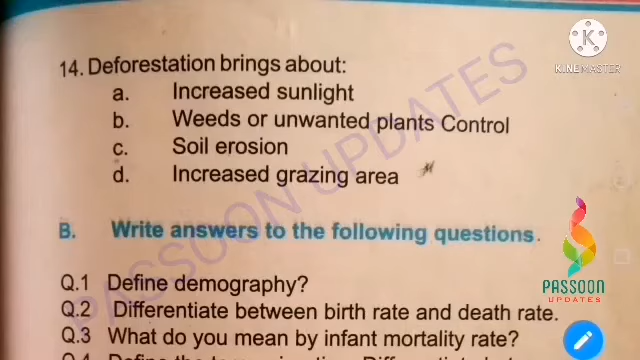 KINEMASTER
14. Deforestation brings about:
a. Increased sunlight
b. Weeds or unwanted plants Control
c. Soil erosion
d. Increased grazing area
B. Write answers to the following questions.
Q.1 Define demography?
Q.2 Differentiate between birth rate and death rate.
Q.3 What do you mean by infant mortality rate?
PASSOON UPDATES
PASSOON
UPDATES